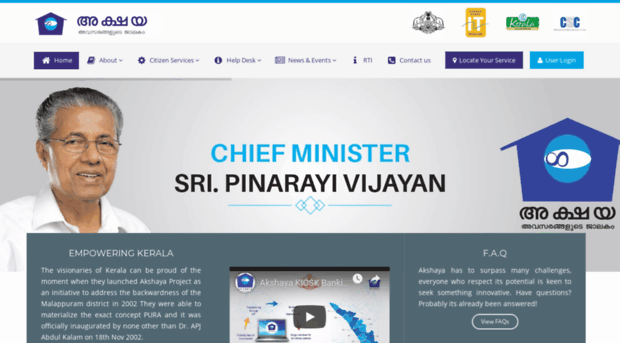 അക്ഷയ
അവസരങ്ങളുടെ ജാലകം
iT
Kerala
CSC
Home
About
Citizen Services
Help Desk
News & Events
RTI
Contact us
Locate Your Service
User Login
CHIEF MINISTER
SRI. PINARAYI VIJAYAN
അക്ഷയ
അവസരങ്ങളുടെ ജാലകം
EMPOWERING KERALA
The visionaries of Kerala can be proud of the
moment when they launched Akshaya Project as
an initiative to address the backwardness of the
Malappuram district in 2002 They were able to
materialize the exact concept PURA and it was
officially inaugurated by none other than Dr. APJ
Abdul Kalam on 18th Nov 2002.
Akshaya KIOSK Banki...
F.A.Q
Akshaya has to surpass many challenges,
everyone who respect its potential is keen to
seek something innovative. Have questions?
Probably its already been answered!
View FAQs